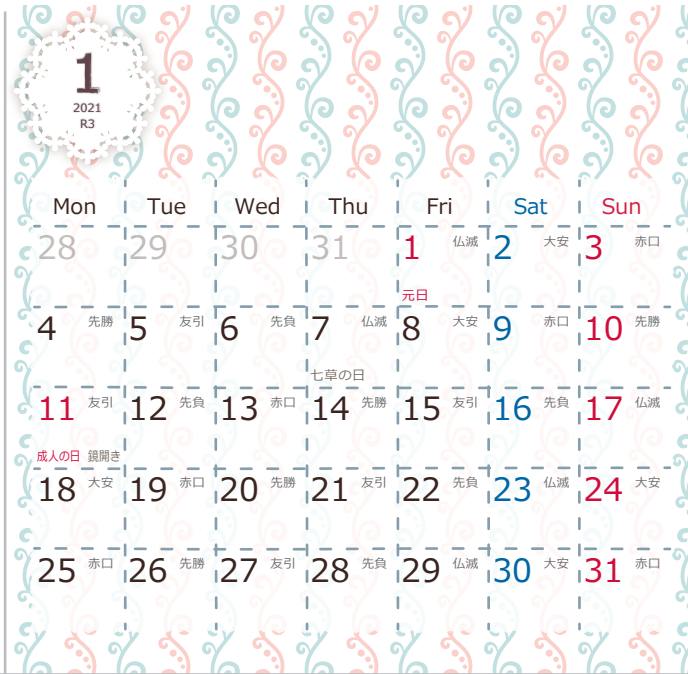 1
2021
R3
Mon Tue Wed Thu Fri Sat Sun
28 29 30 31 1 仏滅 2 大安 3 赤口
元日
4 先勝 5 友引 6 先負 7 仏滅 8 大安 9 赤口 10 先勝
七草の日
11 友引 12 先負 13 赤口 14 先勝 15 友引 16 先負 17 仏滅
成人の日 鏡開き
18 大安 19 赤口 20 先勝 21 友引 22 先負 23 仏滅 24 大安
25 赤口 26 先勝 27 友引 28 先負 29 仏滅 30 大安 31 赤口